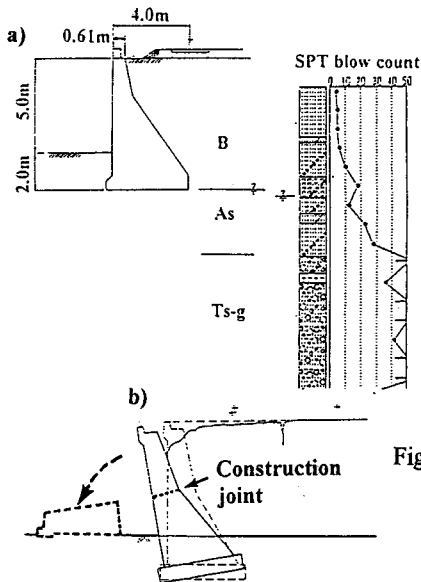 a)
4.0m
0.61m
5.0m
2.0m
B
As
Ts-g
SPT blow count
0 10 20 30 40 50
b)
Construction
joint
Fig